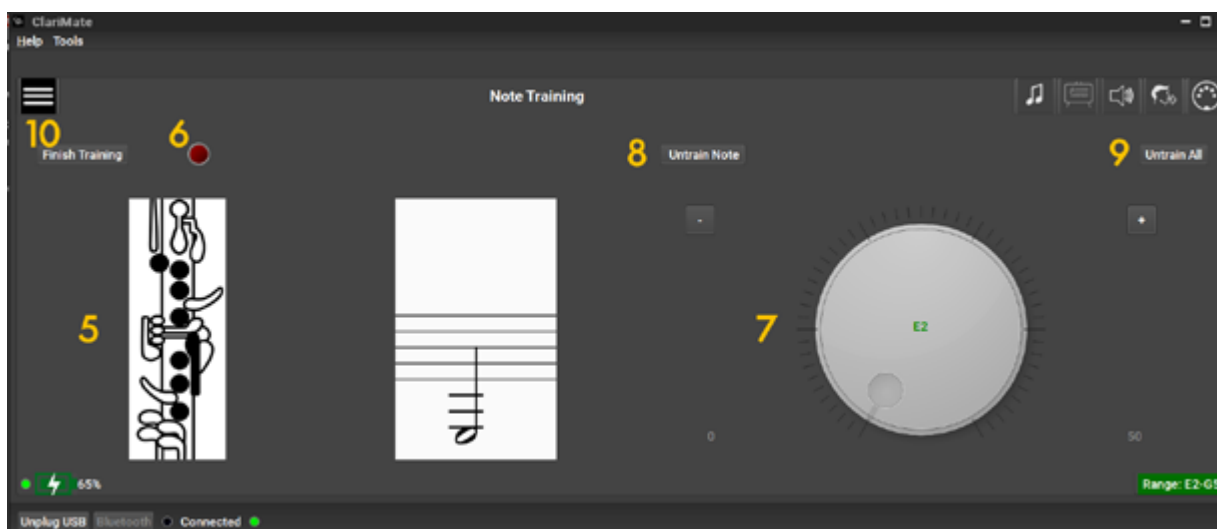 ClariMate
Help Tools
Note Training
10
6
8
9
Finish Training
Untrain Note
Untrain All
-
+
5
7
E2
0
50
65%
Range: E2-G5
Unplug USB Bluetooth Connected